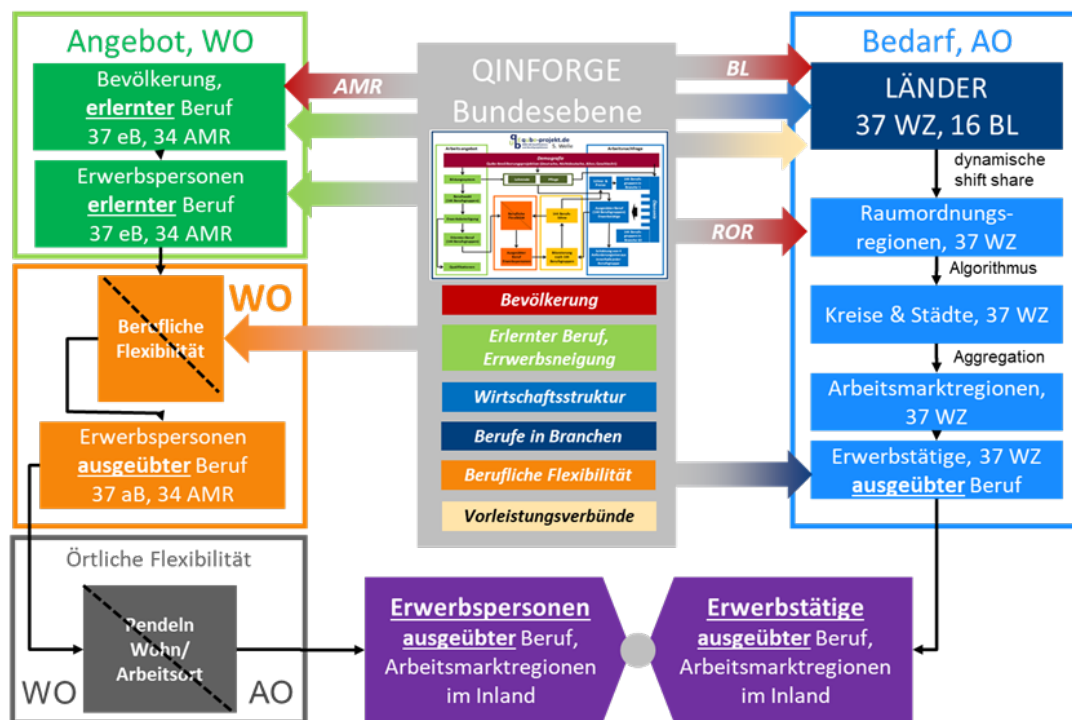 Angebot, WO
Bevölkerung,
erlernter Beruf
37 eB, 34 AMR
Erwerbspersonen
erlernter Beruf
37 eB, 34 AMR
WO
Berufliche
Flexibilität
Erwerbspersonen
ausgeübter Beruf
37 aB, 34 AMR
Örtliche Flexibilität
Pendeln
Wohn/
Arbeitsort
WO
AO
AMR
QINFORGE
Bundesebene
5. Welle
Demografie
Bevölkerung
Erlernter Beruf,
Errwerbsneigung
Wirtschaftsstruktur
Berufe in Branchen
Berufliche Flexibilität
Vorleistungsverbünde
BL
ROR
Bedarf, AO
LÄNDER
37 WZ, 16 BL
dynamische
shift share
Raumordnungs-
regionen, 37 WZ
Algorithmus
Kreise & Städte, 37 WZ
Aggregation
Arbeitsmarktregionen,
37 WZ
Erwerbstätige, 37 WZ
ausgeübter Beruf
Erwerbspersonen
ausgeübter Beruf,
Arbeitsmarktregionen
im Inland
Erwerbstätige
ausgeübter Beruf,
Arbeitsmarktregionen
im Inland